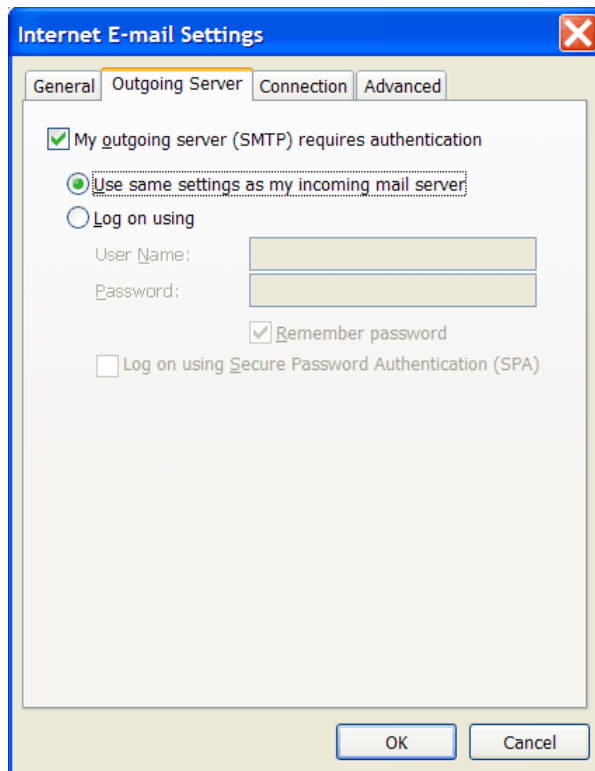 Internet E-mail Settings
General Outgoing Server Connection Advanced
My outgoing server (SMTP) requires authentication
Use same settings as my incoming mail server
Log on using
User Name:
Password:
Remember password
Log on using Secure Password Authentication (SPA)
OK Cancel